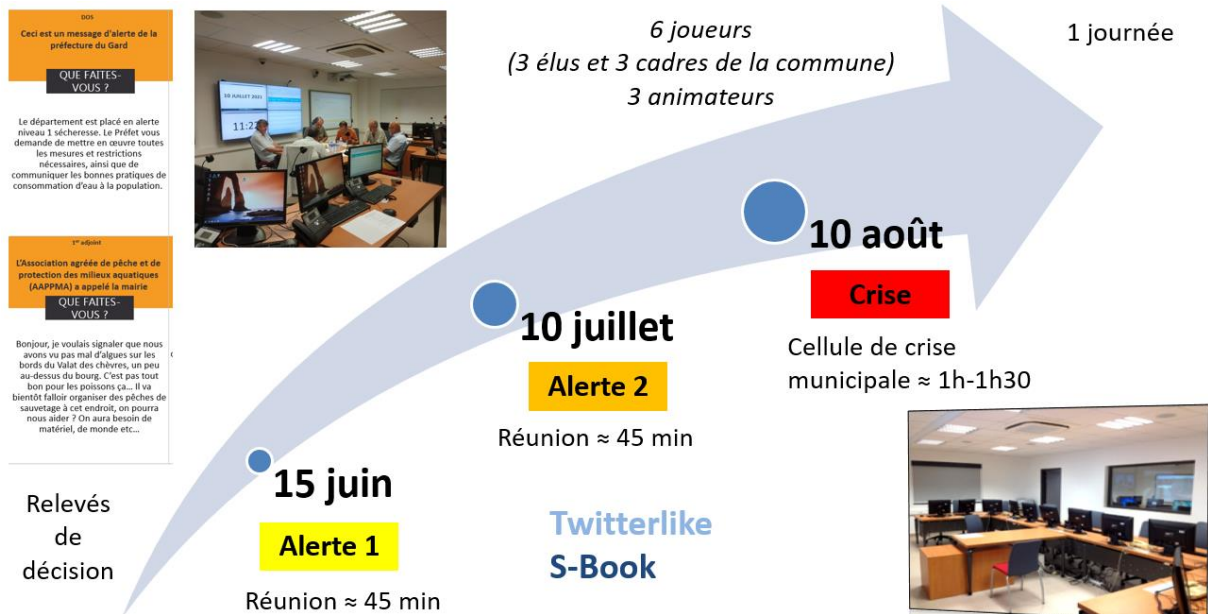 DOS
Ceci est un message d'alerte de la
préfecture du Gard
QUE FAITES-
VOUS ?
Le département est placé en alerte
niveau 1 sécheresse. Le Préfet vous
demande de mettre en œuvre toutes
les mesures et restrictions
nécessaires, ainsi que de
communiquer les bonnes pratiques de
consommation d'eau à la population.
1er adjoint
L'Association agréée de pêche et de
protection des milieux aquatiques
(AAPPMA) a appelé la mairie
QUE FAITES-
VOUS ?
Bonjour, je voulais signaler que nous
avons vu pas mal d'algues sur les
bords du Valat des chèvres, un peu
au-dessus du bourg. C'est pas tout
bon pour les poissons ça... Il va
bientôt falloir organiser des pêches de
sauvetage à cet endroit, on pourra
nous aider ? On aura besoin de
matériel, de monde etc...
Relevés
de
décision
11:22
6 joueurs
(3 élus et 3 cadres de la commune)
3 animateurs
1 journée
15 juin
Alerte 1
Réunion ≈ 45 min
10 juillet
Alerte 2
Réunion ≈ 45 min
10 août
Crise
Cellule de crise
municipale ≈ 1h-1h30
Twitterlike
S-Book